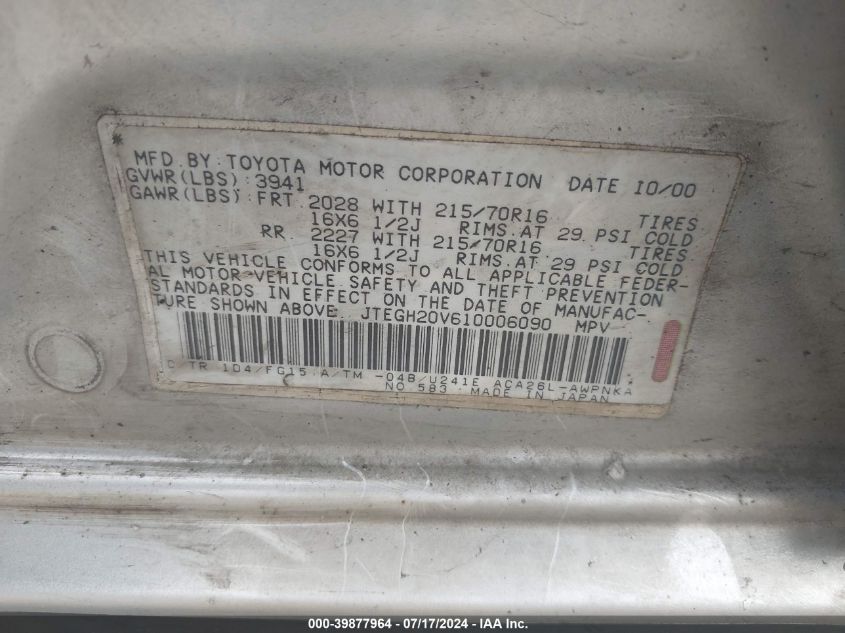 MFD BY:TOYOTA MOTOR CORPORATION DATE 10/00
GVWR(LBS):3941
GAWR(LBS):FRT 2028 WITH 215/70R16 TIRES
16X6 1/2J RIMS.AT 29 PSI COLD
RR 2227 WITH 215/70R16 TIRES
16X6 1/2J RIMS.AT 29 PSI COLD
THIS VEHICLE CONFORMS TO ALL APPLICABLE FEDER-
AL MOTOR-VEHICLE SAFETY AND THEFT PREVENTION
STANDARDS IN EFFECT ON THE DATE OF MANUFAC-
TURE SHOWN ABOVE. JTEGH20V610006090 MPV
C/TR 1D4/FG15 A/TM -04B/U241E ACA26L-AWPNKA
NO 583 MADE IN JAPAN
000-39877964 - 07/17/2024 - IAA Inc.